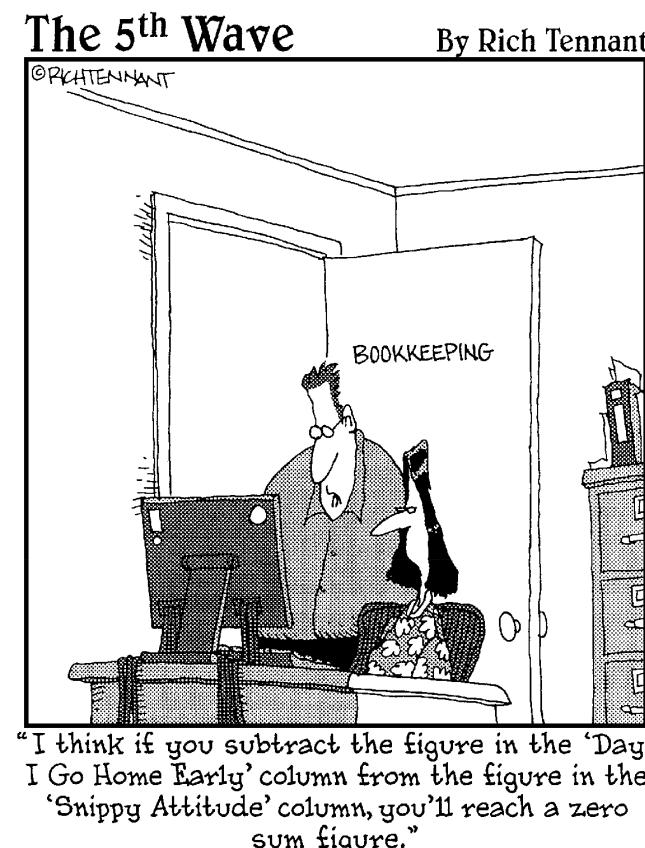 The 5th Wave
By Rich Tennant
©RICHTENNANT
BOOKKEEPING
"I think if you subtract the figure in the 'Day
I Go Home Early' column from the figure in the
'Snippy Attitude' column, you'll reach a zero
sum figure."